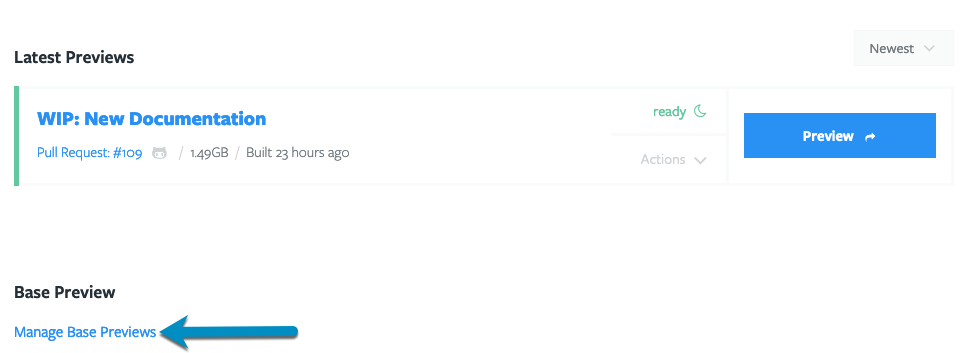 Newest
Latest Previews
WIP: New Documentation
ready
Preview
Pull Request: #109 / 1.49GB / Built 23 hours ago
Actions
Base Preview
Manage Base Previews